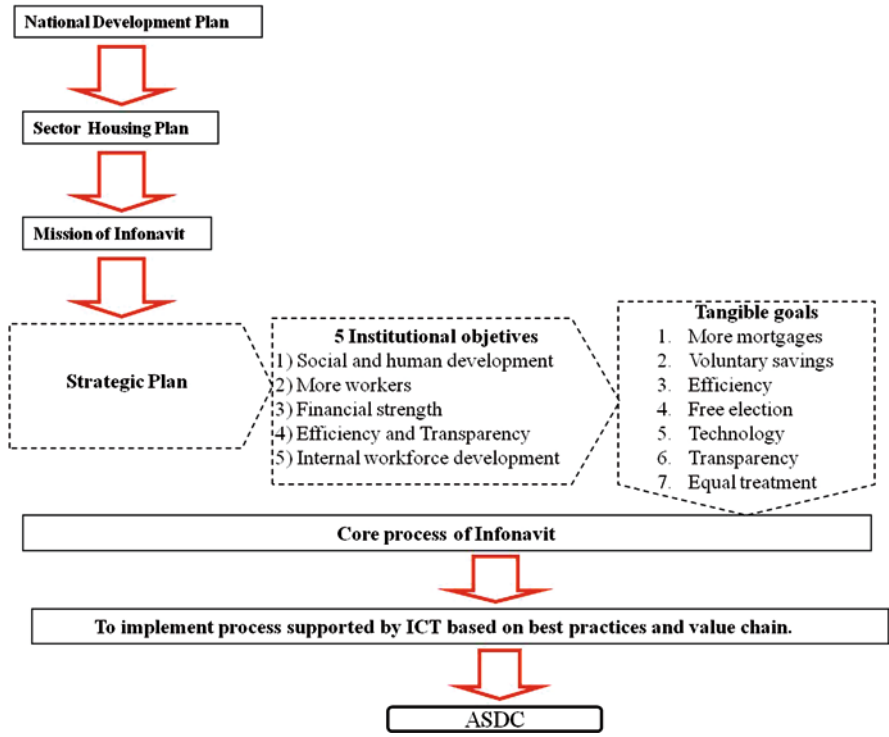 National Development Plan
Sector Housing Plan
Mission of Infonavit
Strategic Plan
5 Institutional objetives
1) Social and human development
2) More workers
3) Financial strength
4) Efficiency and Transparency
5) Internal workforce development
Tangible goals
1. More mortgages
2. Voluntary savings
3. Efficiency
4. Free election
5. Technology
6. Transparency
7. Equal treatment
Core process of Infonavit
To implement process supported by ICT based on best practices and value chain.
ASDC